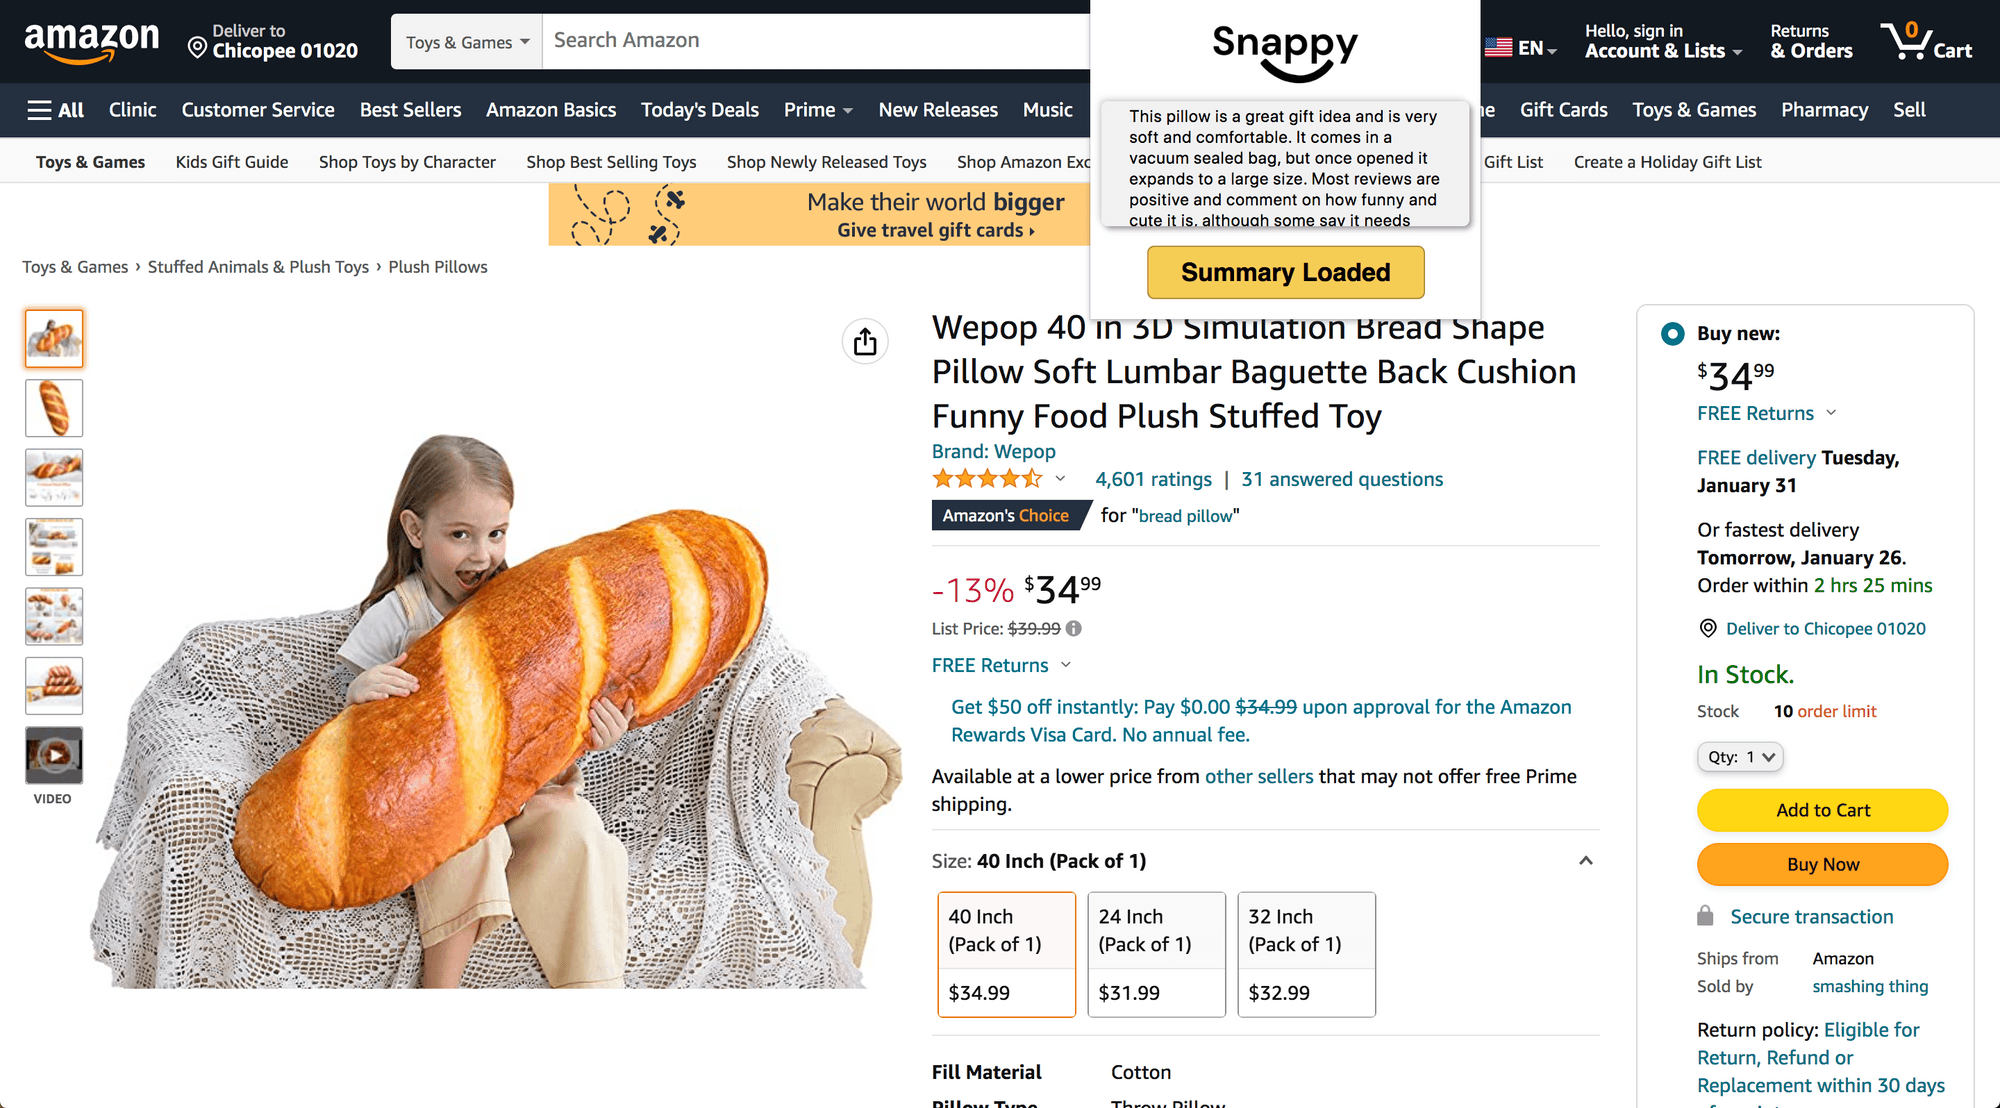 amazon
Deliver to
Chicopee 01020
Toys & Games
Search Amazon
EN
Hello, sign in
Account & Lists
Returns
& Orders
0
Cart
All
Clinic
Customer Service
Best Sellers
Amazon Basics
Today's Deals
Prime
New Releases
Music
Gift Cards
Toys & Games
Pharmacy
Sell
Toys & Games
Kids Gift Guide
Shop Toys by Character
Shop Best Selling Toys
Shop Newly Released Toys
Shop Amazon
Gift List
Create a Holiday Gift List
Snappy
This pillow is a great gift idea and is very
soft and comfortable. It comes in a
vacuum sealed bag, but once opened it
expands to a large size. Most reviews are
positive and comment on how funny and
cute it is, although some say it needs
Summary Loaded
Make their world bigger
Give travel gift cards ›
Toys & Games › Stuffed Animals & Plush Toys › Plush Pillows
VIDEO
Wepop 40 in 3D Simulation Bread Shape
Pillow Soft Lumbar Baguette Back Cushion
Funny Food Plush Stuffed Toy
Brand: Wepop
4,601 ratings | 31 answered questions
Amazon's Choice for "bread pillow"
-13% $34.99
List Price: $39.99
FREE Returns
Get $50 off instantly: Pay $0.00 $34.99 upon approval for the Amazon
Rewards Visa Card. No annual fee.
Available at a lower price from other sellers that may not offer free Prime
shipping.
Size: 40 Inch (Pack of 1)
40 Inch
(Pack of 1)
$34.99
24 Inch
(Pack of 1)
$31.99
32 Inch
(Pack of 1)
$32.99
Fill Material Cotton
Pillow Type Throw Pillow
Buy new:
$34.99
FREE Returns
FREE delivery Tuesday,
January 31
Or fastest delivery
Tomorrow, January 26.
Order within 2 hrs 25 mins
Deliver to Chicopee 01020
In Stock.
Stock 10 order limit
Qty: 1
Add to Cart
Buy Now
Secure transaction
Ships from Amazon
Sold by smashing thing
Return policy: Eligible for
Return, Refund or
Replacement within 30 days